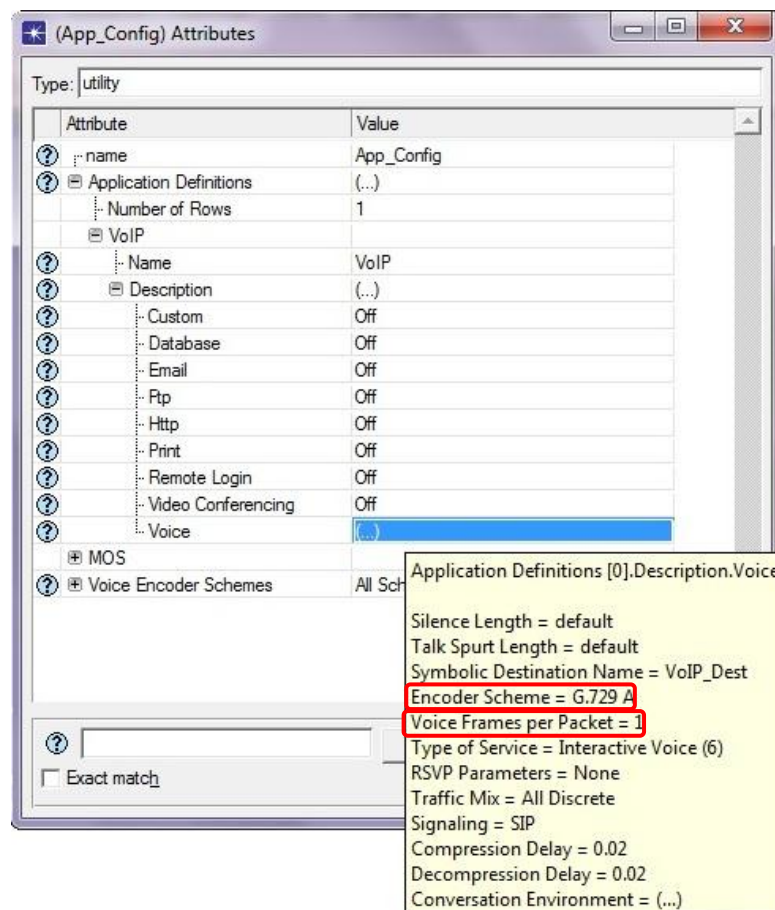 (App_Config) Attributes
Type: utility
Attribute Value
name App_Config
Application Definitions (...)
Number of Rows 1
VoIP
Name VoIP
Description (...)
Custom Off
Database Off
Email Off
Ftp Off
Http Off
Print Off
Remote Login Off
Video Conferencing Off
Voice (...)
MOS
Voice Encoder Schemes All Sch
Application Definitions [0].Description.Voice
Silence Length = default
Talk Spurt Length = default
Symbolic Destination Name = VoIP_Dest
Encoder Scheme = G.729 A
Voice Frames per Packet = 1
Type of Service = Interactive Voice (6)
RSVP Parameters = None
Traffic Mix = All Discrete
Signaling = SIP
Compression Delay = 0.02
Decompression Delay = 0.02
Conversation Environment = (...)
Exact match